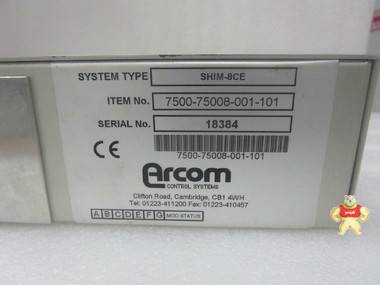 SYSTEM TYPE SHIM-8CE
ITEM No. 7500-75008-001-101
SERIAL No. 18384
CE
7500-75008-001-101
Arcom
CONTROL SYSTEMS
Clifton Road, Cambridge, CB1 4WH
Tel: 01223-411200 Fax: 01223-410457
A B C D E F G MOD STATUS